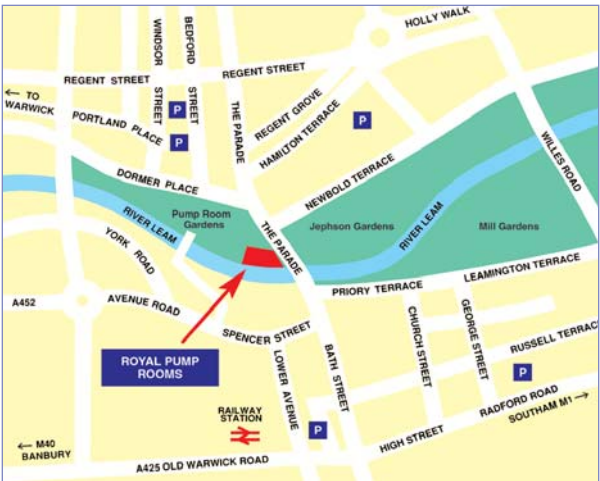 HOLLY WALK
WINDSOR STREET
BEDFORD STREET
REGENT STREET
REGENT STREET
← TO
WARWICK
PORTLAND PLACE
P
P
THE PARADE
REGENT GROVE
HAMILTON TERRACE
P
DORMER PLACE
NEWBOLD TERRACE
WILLES ROAD
RIVER LEAM
Pump Room
Gardens
THE PARADE
Jephson Gardens
RIVER LEAM
Mill Gardens
YORK ROAD
LEAMINGTON TERRACE
PRIORY TERRACE
A452
AVENUE ROAD
SPENCER STREET
CHURCH STREET
GEORGE STREET
RUSSELL TERRACE
ROYAL PUMP
ROOMS
LOWER AVENUE
BATH STREET
P
RADFORD ROAD
SOUTHAM M1 →
RAILWAY
STATION
P
HIGH STREET
← M40
BANBURY
A425 OLD WARWICK ROAD